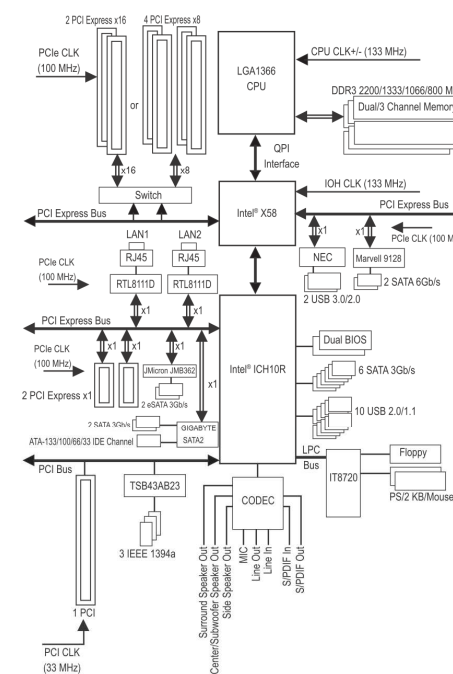 2 PCI Express x16
4 PCI Express x8
PCIe CLK
(100 MHz)
or
LGA1366
CPU
CPU CLK+/- (133 MHz)
DDR3 2200/1333/1066/800 M
Dual/3 Channel Memory
x16
x8
Switch
QPI
Interface
IOH CLK (133 MHz)
PCI Express Bus
Intel® X58
PCI Express Bus
x1
x1
PCIe CLK (100 M
LAN1
LAN2
RJ45
RJ45
NEC
Marvell 9128
PCIe CLK
(100 MHz)
RTL8111D
RTL8111D
2 USB 3.0/2.0
2 SATA 6Gb/s
x1
x1
PCI Express Bus
x1
x1
x1
x1
PCIe CLK
(100 MHz)
JMicron JMB362
Intel® ICH10R
Dual BIOS
6 SATA 3Gb/s
2 PCI Express x1
2 eSATA 3Gb/s
10 USB 2.0/1.1
2 SATA 3Gb/s
GIGABYTE
SATA2
ATA-133/100/66/33 IDE Channel
PCI Bus
LPC
Bus
IT8720
Floppy
PS/2 KB/Mouse
TSB43AB23
CODEC
3 IEEE 1394a
Surround Speaker Out
Center/Subwoofer Speaker Out
Side Speaker Out
MIC
Line Out
Line In
S/PDIF In
S/PDIF Out
1 PCI
PCI CLK
(33 MHz)